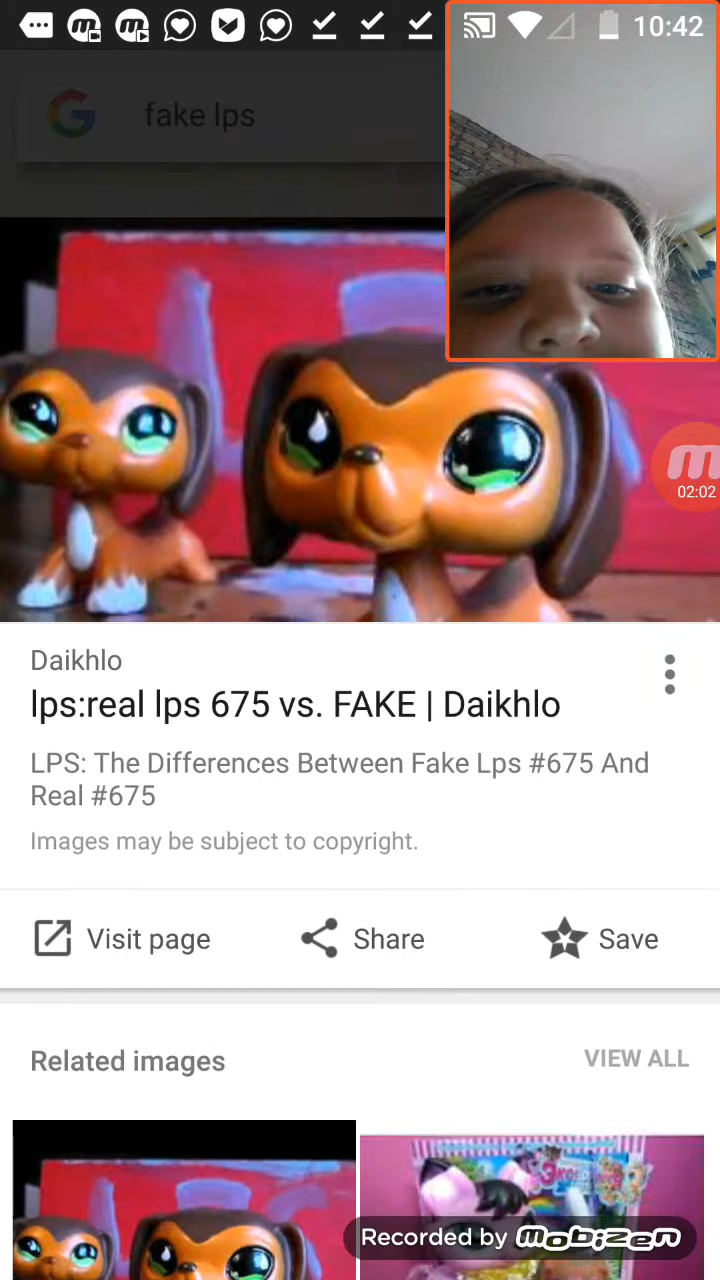 10:42
fake lps
02:02
Daikhlo
lps:real lps 675 vs. FAKE | Daikhlo
LPS: The Differences Between Fake Lps #675 And
Real #675
Images may be subject to copyright.
Visit page
Share
Save
Related images
VIEW ALL
Recorded by mobizen